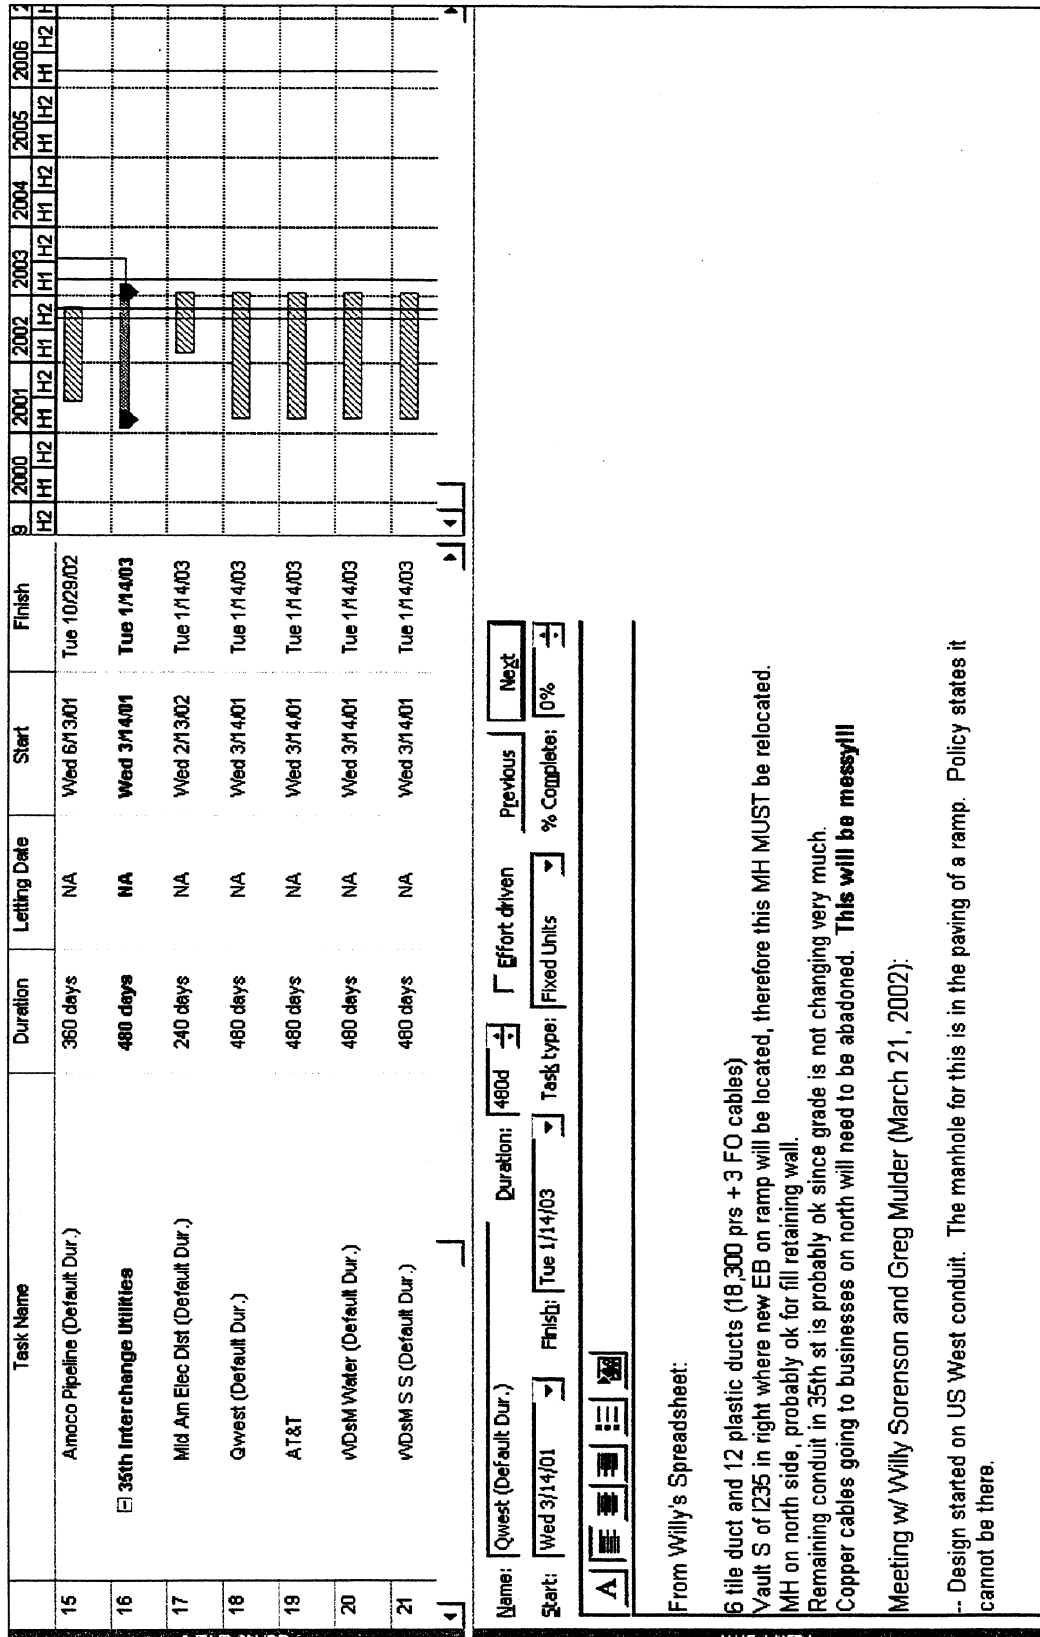 Task Name Duration Letting Date Start Finish 9 2000 2001 2002 2003 2004 2005 2006 2
H2 H1 H2 H1 H2 H1 H2 H1 H2 H1 H2 H1 H2 H1 H2 H
15 Amoco Pipeline (Default Dur.) 360 days NA Wed 6/13/01 Tue 10/29/02
16 35th Interchange Utilities 480 days NA Wed 3/14/01 Tue 1/14/03
17 Mid Am Elec Dist (Default Dur.) 240 days NA Wed 2/13/02 Tue 1/14/03
18 Qwest (Default Dur.) 480 days NA Wed 3/14/01 Tue 1/14/03
19 AT&T 480 days NA Wed 3/14/01 Tue 1/14/03
20 WDsM Water (Default Dur.) 480 days NA Wed 3/14/01 Tue 1/14/03
21 WDsM S S (Default Dur.) 480 days NA Wed 3/14/01 Tue 1/14/03
Name: Qwest (Default Dur.) Duration: 480d Effort driven Previous Next
Start: Wed 3/14/01 Finish: Tue 1/14/03 Task type: Fixed Units % Complete: 0%
A
From Willy's Spreadsheet:
6 tile duct and 12 plastic ducts (18,300 prs + 3 FO cables)
Vault S of I235 in right where new EB on ramp will be located, therefore this MH MUST be relocated.
MH on north side, probably ok for fill retaining wall.
Remaining conduit in 35th st is probably ok since grade is not changing very much.
Copper cables going to businesses on north will need to be abadoned. This will be messy!!!
Meeting w/ Willy Sorenson and Greg Mulder (March 21, 2002):
-- Design started on US West conduit. The manhole for this is in the paving of a ramp. Policy states it
cannot be there.